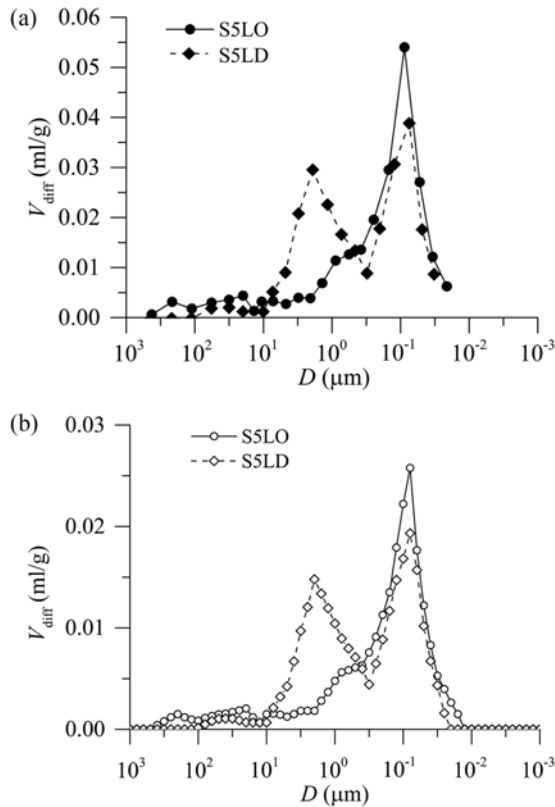 (a)
S5LO
S5LD
0.06
0.05
0.04
0.03
0.02
0.01
0.00
V_diff (ml/g)
10³ 10² 10¹ 10⁰ 10⁻¹ 10⁻² 10⁻³
D (μm)
(b)
S5LO
S5LD
0.03
0.02
0.01
0.00
V_diff (ml/g)
10³ 10² 10¹ 10⁰ 10⁻¹ 10⁻² 10⁻³
D (μm)